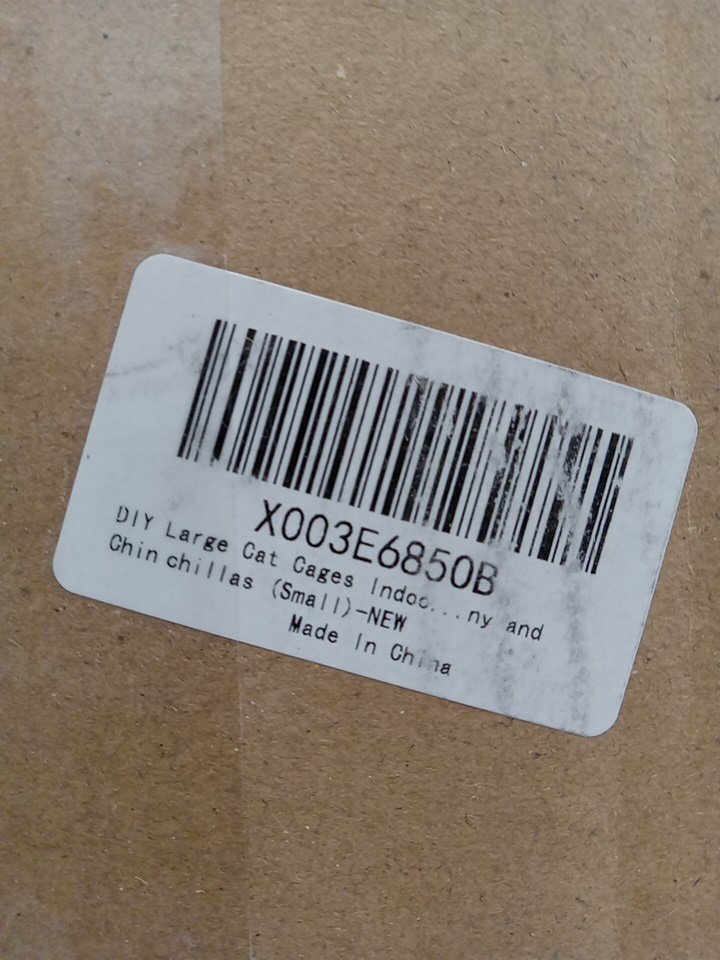 X003E6850B
DIY Large Cat Cages Indoo...ny and
Chinchillas (Small)-NEW
Made In China